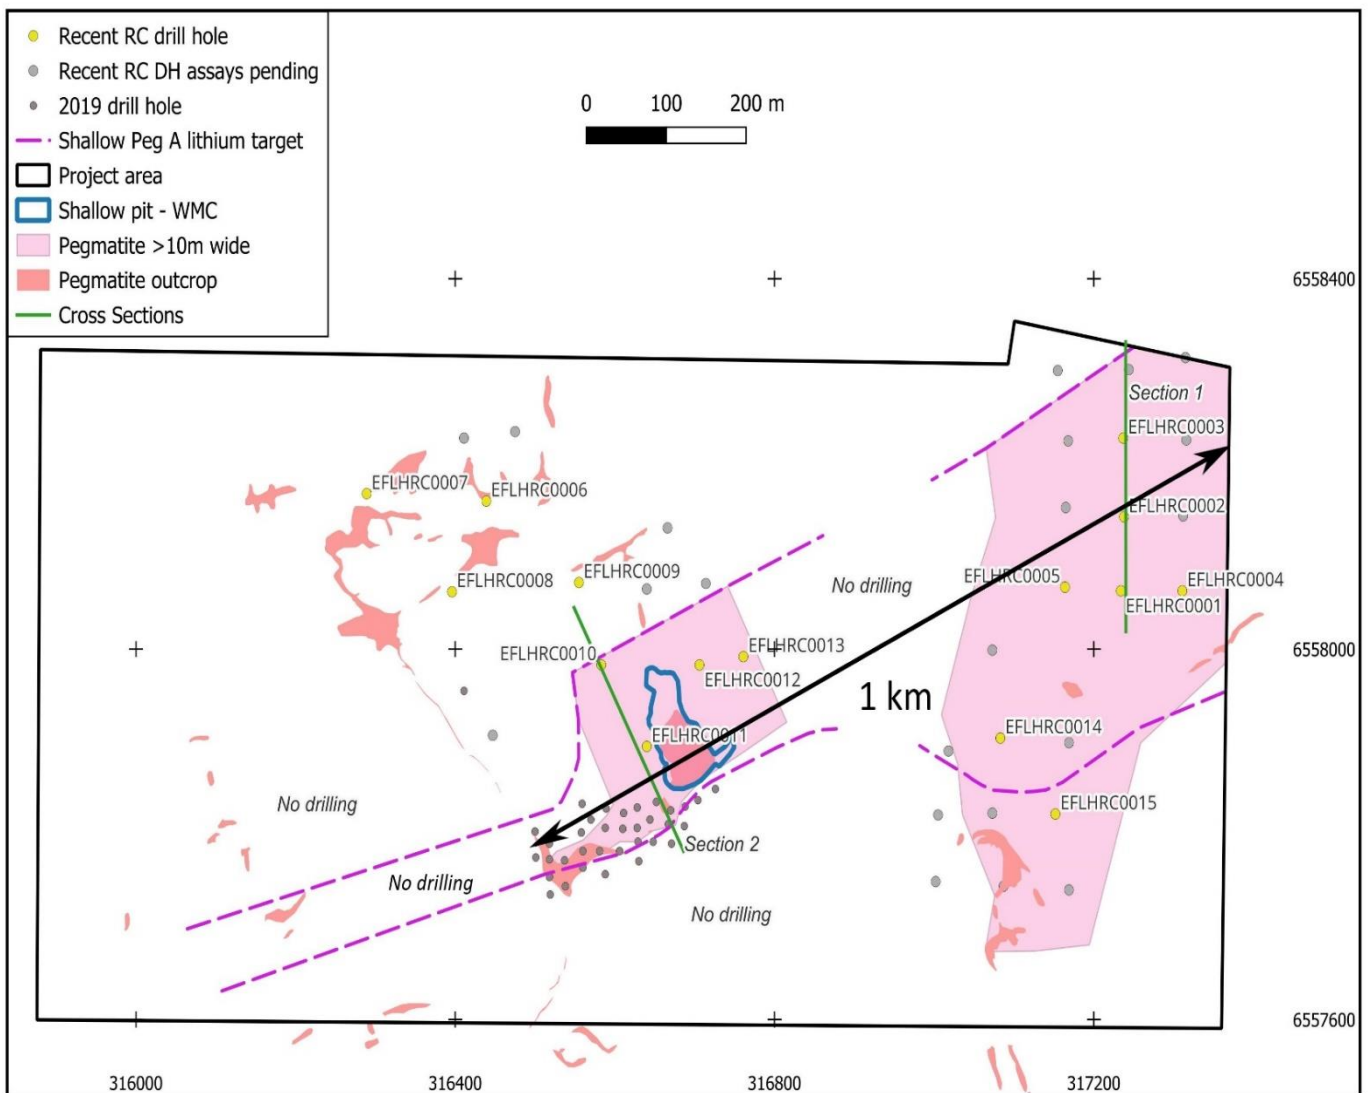 Recent RC drill hole
Recent RC DH assays pending
2019 drill hole
Shallow Peg A lithium target
Project area
Shallow pit - WMC
Pegmatite >10m wide
Pegmatite outcrop
Cross Sections
0 100 200 m
6558400
Section 1
EFLHRC0003
EFLHRC0007
EFLHRC0006
EFLHRC0002
EFLHRC0008
EFLHRC0009
No drilling
EFLHRC0005
EFLHRC0004
EFLHRC0001
EFLHRC0010
EFLHRC0013
EFLHRC0012
6558000
1 km
EFLHRC0011
EFLHRC0014
No drilling
EFLHRC0015
Section 2
No drilling
No drilling
6557600
316000 316400 316800 317200